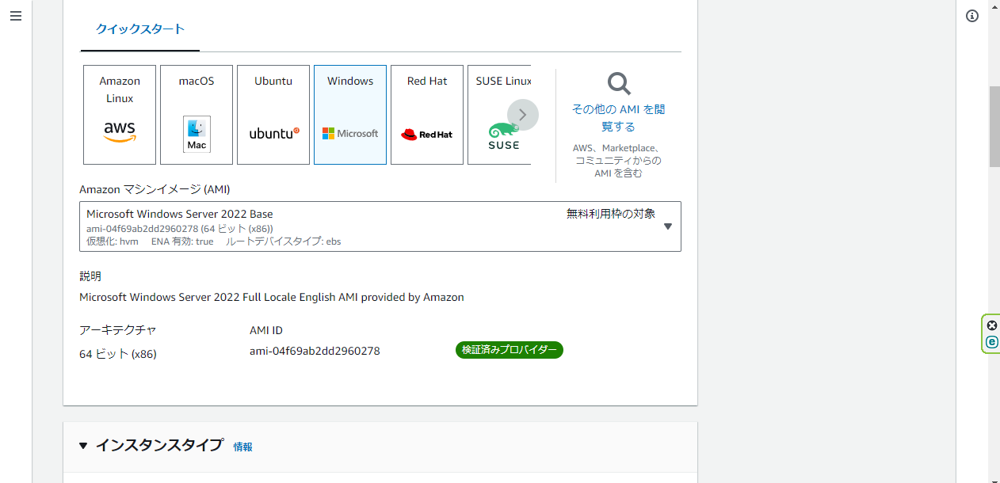 クイックスタート
Amazon
Linux
aws
macOS
Mac
Ubuntu
ubuntu
Windows
Microsoft
Red Hat
Red Hat
SUSE Linux
SUSE
その他の AMI を閲
覧する
AWS、Marketplace、
コミュニティからの
AMI を含む
Amazon マシンイメージ (AMI)
Microsoft Windows Server 2022 Base 無料利用枠の対象
ami-04f69ab2dd2960278 (64 ビット (x86))
仮想化: hvm ENA 有効: true ルートデバイスタイプ: ebs
説明
Microsoft Windows Server 2022 Full Locale English AMI provided by Amazon
アーキテクチャ AMI ID
64 ビット (x86) ami-04f69ab2dd2960278 検証済みプロバイダー
インスタンスタイプ 情報